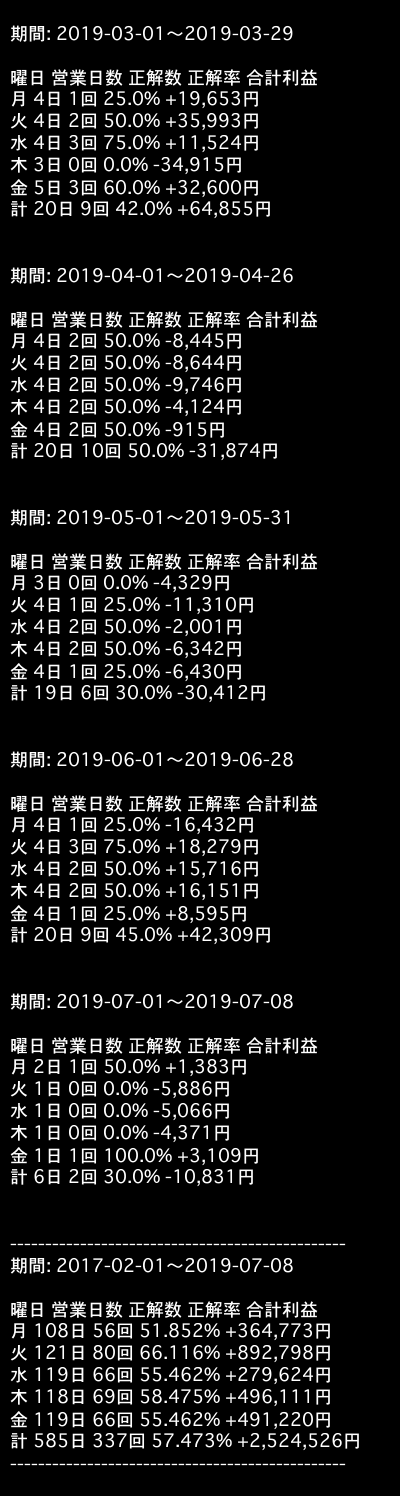 期間: 2019-03-01〜2019-03-29
曜日 営業日数 正解数 正解率 合計利益
月 4日 1回 25.0% +19,653円
火 4日 2回 50.0% +35,993円
水 4日 3回 75.0% +11,524円
木 3日 0回 0.0% -34,915円
金 5日 3回 60.0% +32,600円
計 20日 9回 42.0% +64,855円
期間: 2019-04-01〜2019-04-26
曜日 営業日数 正解数 正解率 合計利益
月 4日 2回 50.0% -8,445円
火 4日 2回 50.0% -8,644円
水 4日 2回 50.0% -9,746円
木 4日 2回 50.0% -4,124円
金 4日 2回 50.0% -915円
計 20日 10回 50.0% -31,874円
期間: 2019-05-01〜2019-05-31
曜日 営業日数 正解数 正解率 合計利益
月 3日 0回 0.0% -4,329円
火 4日 1回 25.0% -11,310円
水 4日 2回 50.0% -2,001円
木 4日 2回 50.0% -6,342円
金 4日 1回 25.0% -6,430円
計 19日 6回 30.0% -30,412円
期間: 2019-06-01〜2019-06-28
曜日 営業日数 正解数 正解率 合計利益
月 4日 1回 25.0% -16,432円
火 4日 3回 75.0% +18,279円
水 4日 2回 50.0% +15,716円
木 4日 2回 50.0% +16,151円
金 4日 1回 25.0% +8,595円
計 20日 9回 45.0% +42,309円
期間: 2019-07-01〜2019-07-08
曜日 営業日数 正解数 正解率 合計利益
月 2日 1回 50.0% +1,383円
火 1日 0回 0.0% -5,886円
水 1日 0回 0.0% -5,066円
木 1日 0回 0.0% -4,371円
金 1日 1回 100.0% +3,109円
計 6日 2回 30.0% -10,831円
------------------------------------------------
期間: 2017-02-01〜2019-07-08
曜日 営業日数 正解数 正解率 合計利益
月 108日 56回 51.852% +364,773円
火 121日 80回 66.116% +892,798円
水 119日 66回 55.462% +279,624円
木 118日 69回 58.475% +496,111円
金 119日 66回 55.462% +491,220円
計 585日 337回 57.473% +2,524,526円
------------------------------------------------